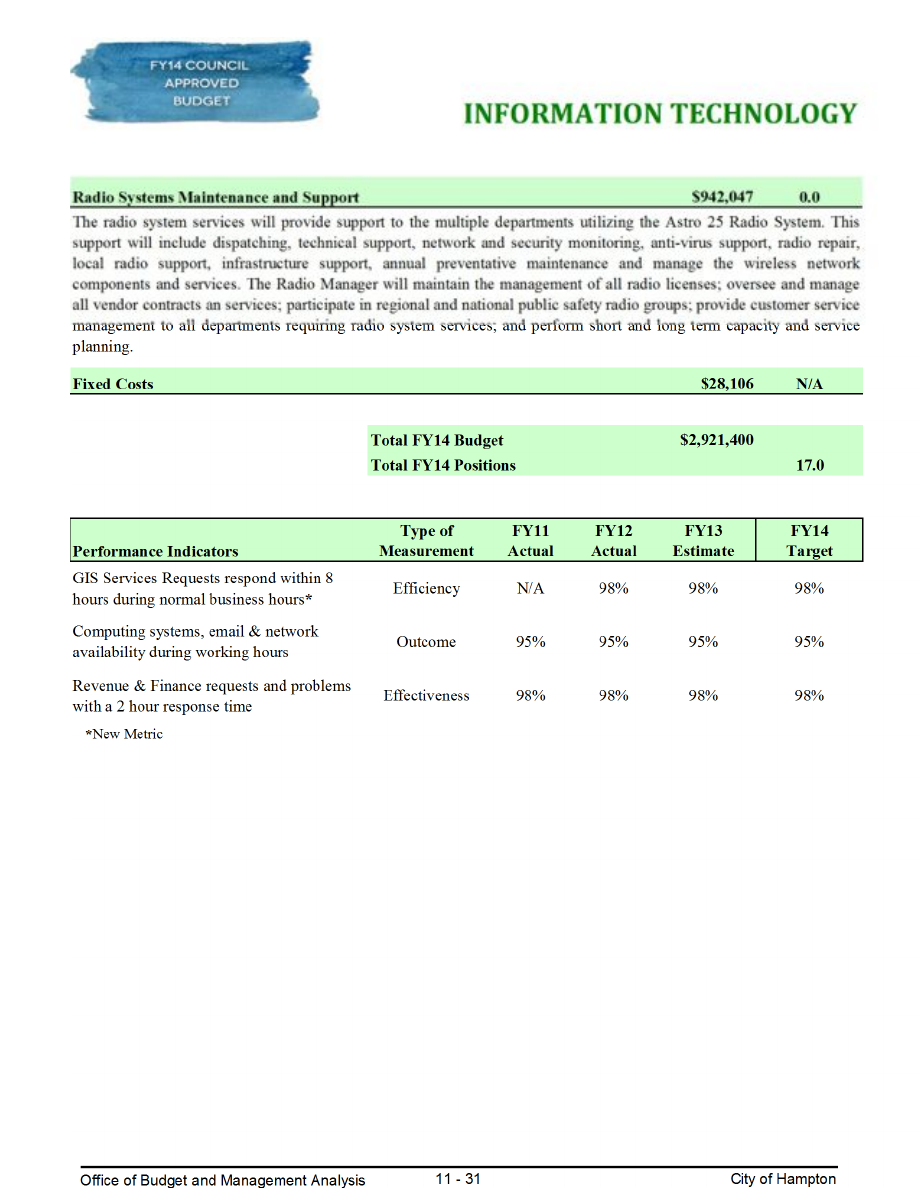 FY14 COUNCIL
APPROVED
BUDGET
INFORMATION TECHNOLOGY
Radio Systems Maintenance and Support $942,047 0.0
The radio system services will provide support to the multiple departments utilizing the Astro 25 Radio System. This
support will include dispatching, technical support, network and security monitoring, anti-virus support, radio repair,
local radio support, infrastructure support, annual preventative maintenance and manage the wireless network
components and services. The Radio Manager will maintain the management of all radio licenses; oversee and manage
all vendor contracts an services; participate in regional and national public safety radio groups; provide customer service
management to all departments requiring radio system services; and perform short and long term capacity and service
planning.
Fixed Costs $28,106 N/A
Total FY14 Budget $2,921,400
Total FY14 Positions 17.0
Type of FY11 FY12 FY13 FY14
Performance Indicators Measurement Actual Actual Estimate Target
GIS Services Requests respond within 8
hours during normal business hours* Efficiency N/A 98% 98% 98%
Computing systems, email & network
availability during working hours Outcome 95% 95% 95% 95%
Revenue & Finance requests and problems
with a 2 hour response time Effectiveness 98% 98% 98% 98%
*New Metric
Office of Budget and Management Analysis 11 - 31 City of Hampton